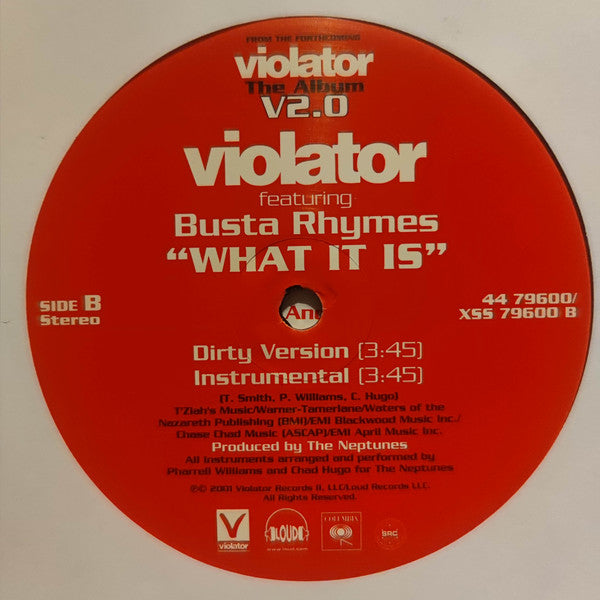 FROM THE FORTHCOMING
violator
The Album
V2.0
violator
featuring
Busta Rhymes
“WHAT IT IS”
SIDE B
Stereo
An
44 79600/
XSS 79600 B
Dirty Version (3:45)
Instrumental (3:45)
(T. Smith, P. Williams, C. Hugo)
T'Ziah's Music/Warner-Tamerlane/Waters of the
Nazareth Publishing (BMI)/EMI Blackwood Music Inc./
Chase Chad Music (ASCAP)/EMI April Music Inc.
Produced by The Neptunes
All Instruments arranged and performed by
Pharrell Williams and Chad Hugo for The Neptunes
℗© 2001 Violator Records II, LLC/Loud Records LLC.
All Rights Reserved.
V
violator
LOUD
www.loud.com
COLUMBIA
SRC